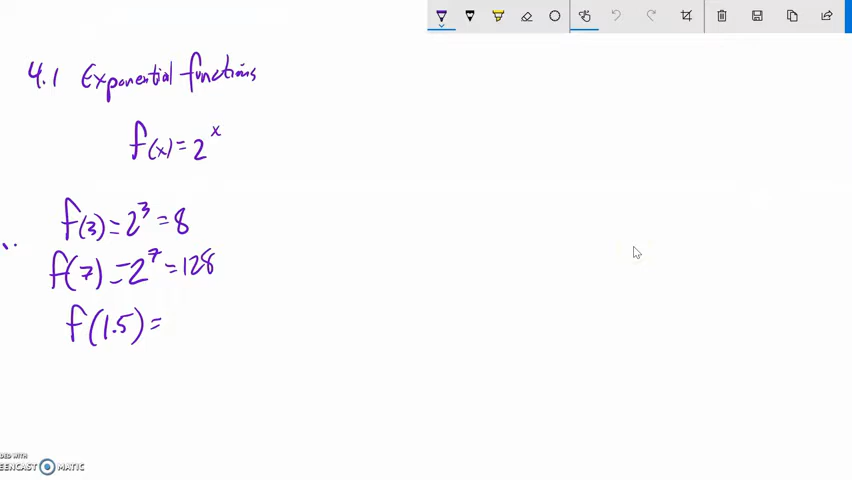 4.1 Exponential functions
f(x) = 2^x
f(3) = 2^3 = 8
f(7) = 2^7 = 128
f(1.5) =